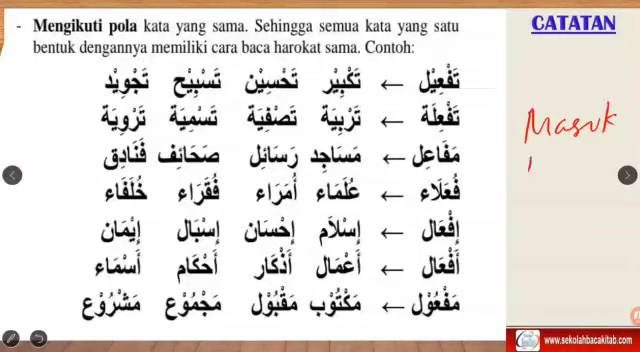 - Mengikuti pola kata yang sama. Sehingga semua kata yang satu
bentuk dengannya memiliki cara baca harokat sama. Contoh:
تَفْعِيْل ← تَكْبِيْر تَحْسِيْن تَسْبِيْح تَجْوِيْد
تَفْعِلَة ← تَرْبِيَة تَصْفِيَة تَسْمِيَة تَرْوِيَة
مَفَاعِل ← مَسَاجِد رَسَائِل صَحَائِف فَنَادِق
فُعَلَاء ← عُلَمَاء أُمَرَاء فُقَرَاء خُلَفَاء
إِفْعَال ← إِسْلَام إِحْسَان إِسْبَال إِيْمَان
أَفْعَال ← أَعْمَال أَذْكَار أَحْكَام أَسْمَاء
مَفْعُوْل ← مَكْتُوْب مَقْبُوْل مَجْمُوْع مَشْرُوْع
CATATAN
Masuk
www.sekolahbacakitab.com